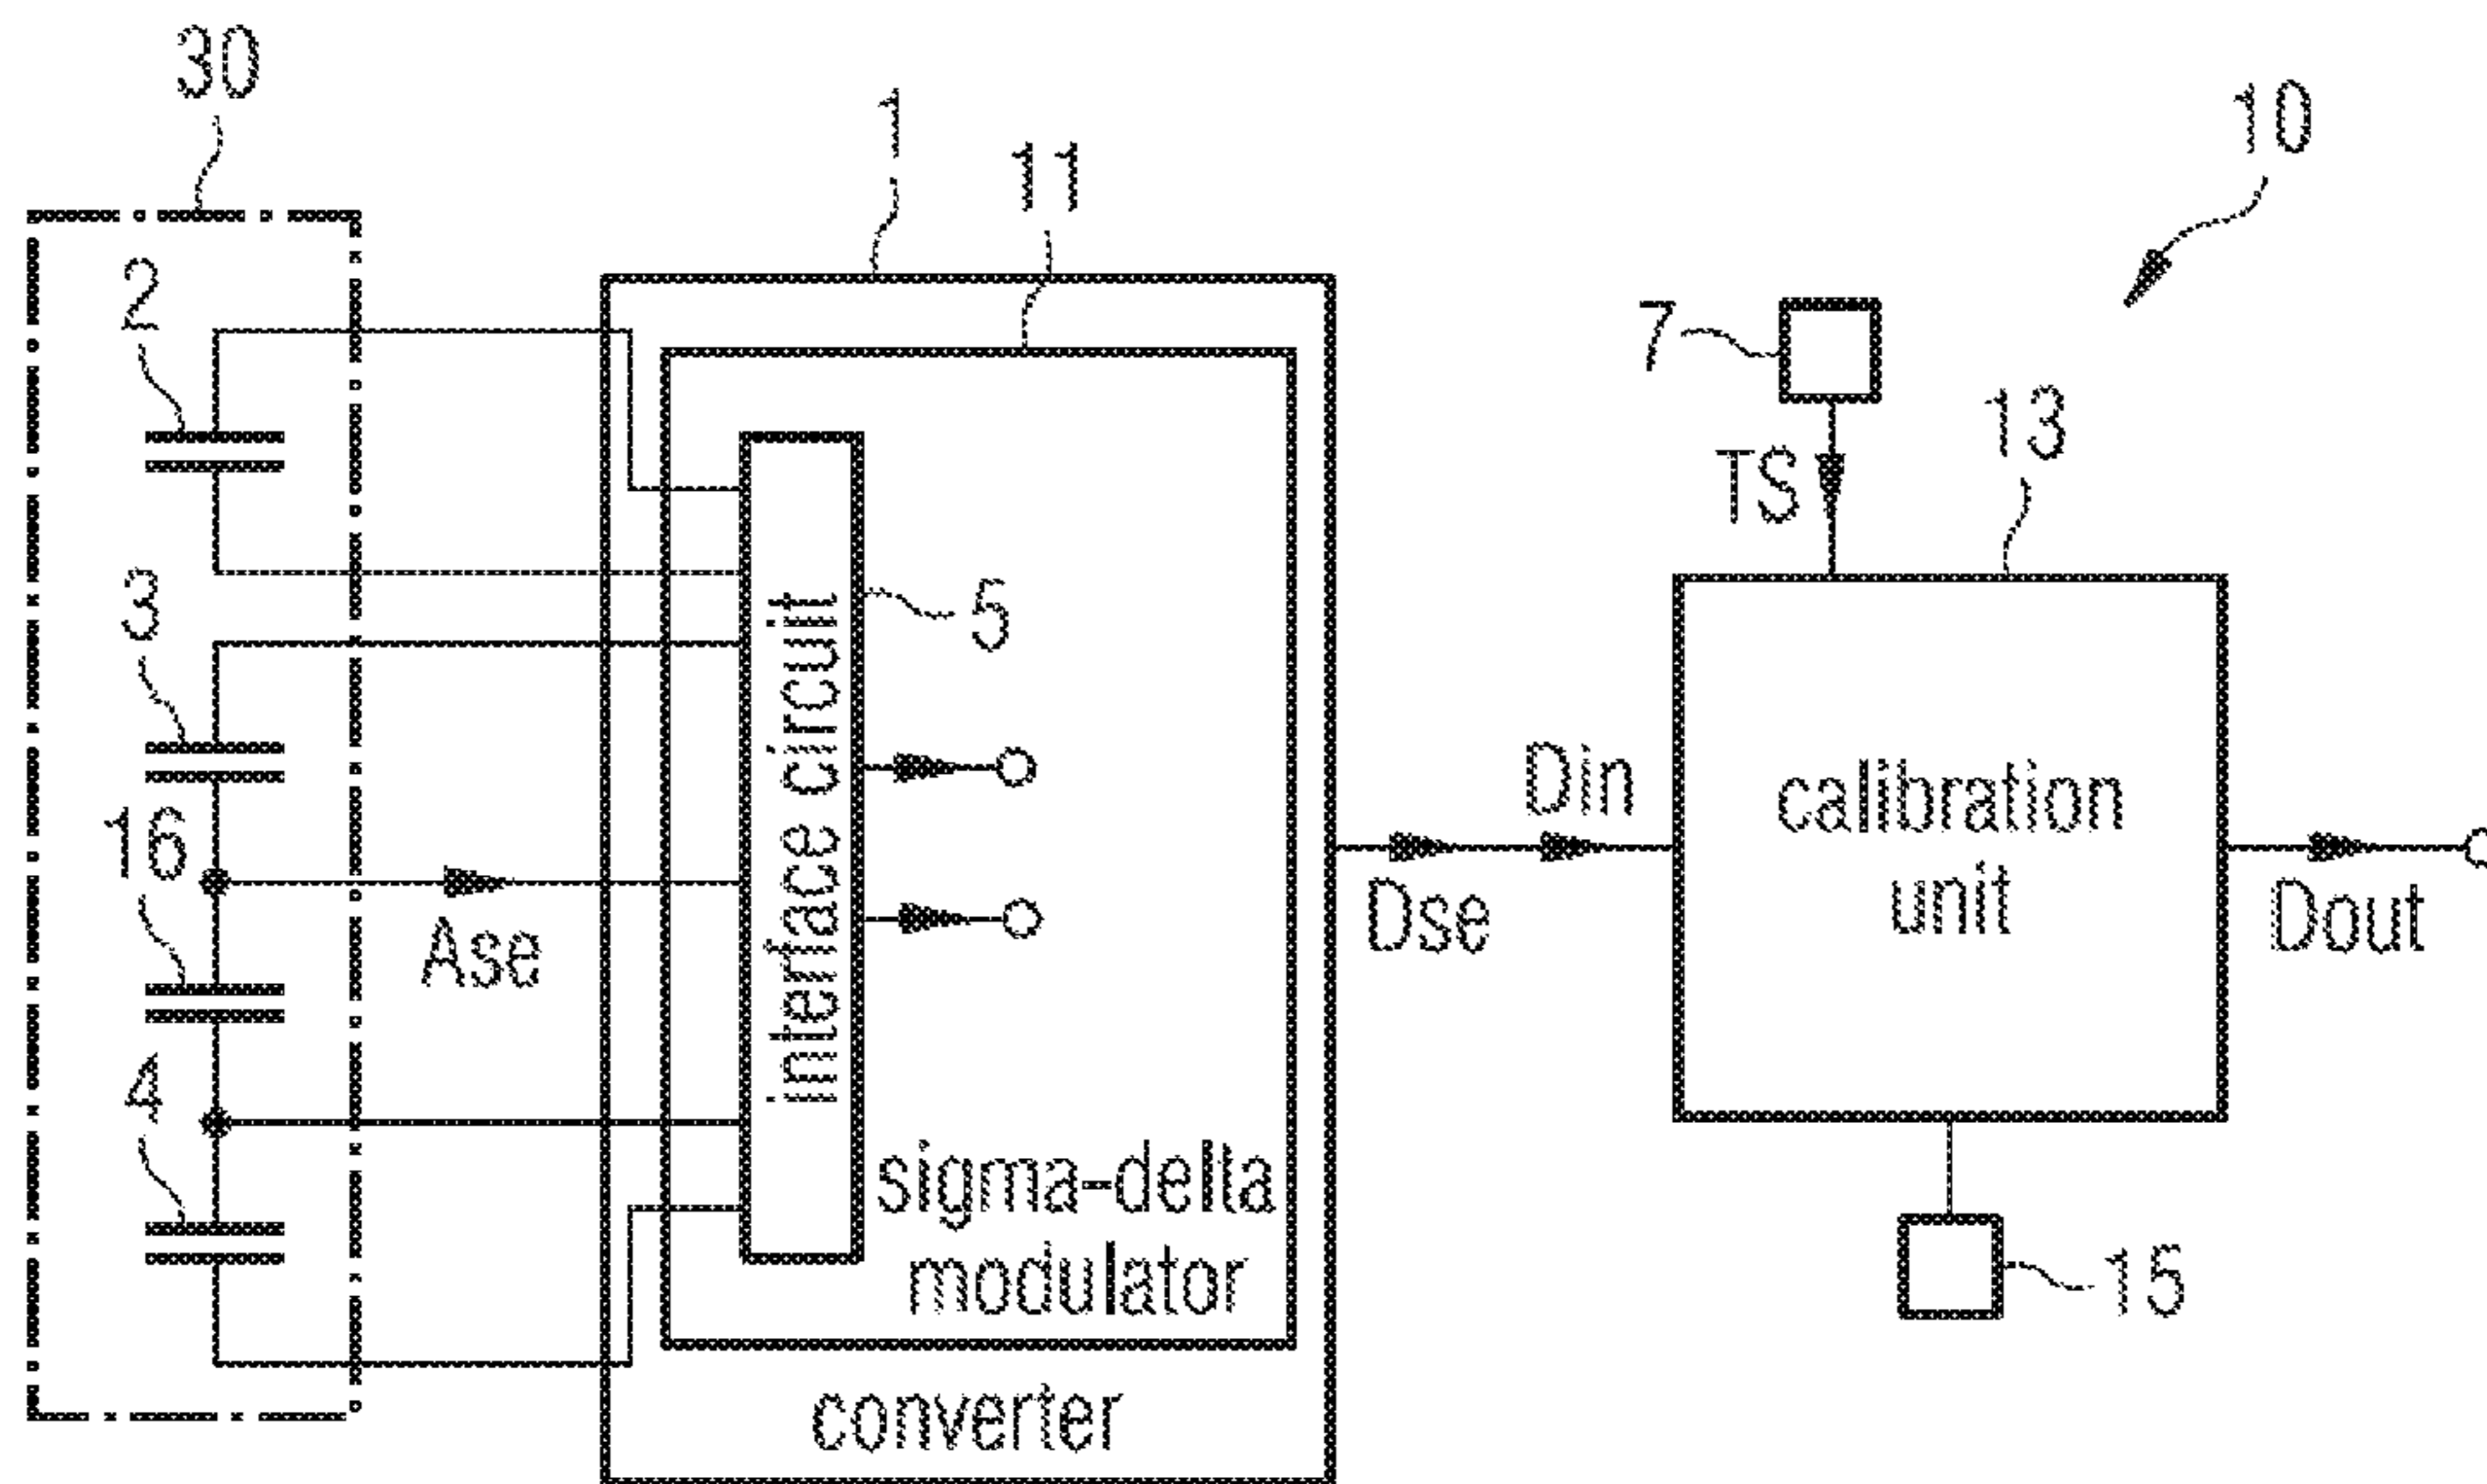 30
1
11
10
2
7
TS
13
3
5
16
Ase
interface circuit
4
sigma-delta
modulator
converter
Din
Dse
calibration
unit
Dout
15